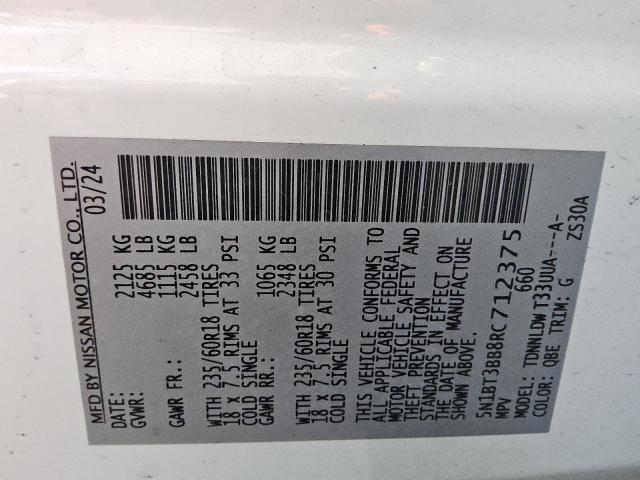 MFD BY NISSAN MOTOR CO., LTD.
DATE: 03/24
GVWR: 2125 KG
4685 LB
GAWR FR.: 1115 KG
2458 LB
WITH 235/60R18 TIRES
18 X 7.5 RIMS AT 33 PSI
COLD SINGLE
GAWR RR.: 1065 KG
2348 LB
WITH 235/60R18 TIRES
18 X 7.5 RIMS AT 30 PSI
COLD SINGLE
THIS VEHICLE CONFORMS TO
ALL APPLICABLE FEDERAL
MOTOR VEHICLE SAFETY AND
THEFT PREVENTION
STANDARDS IN EFFECT ON
THE DATE OF MANUFACTURE
SHOWN ABOVE.
5N1BT3BB8RC712375
MPV 660
MODEL: TDNNLDW T33UUA----A-
COLOR: QBE TRIM: G ZS30A